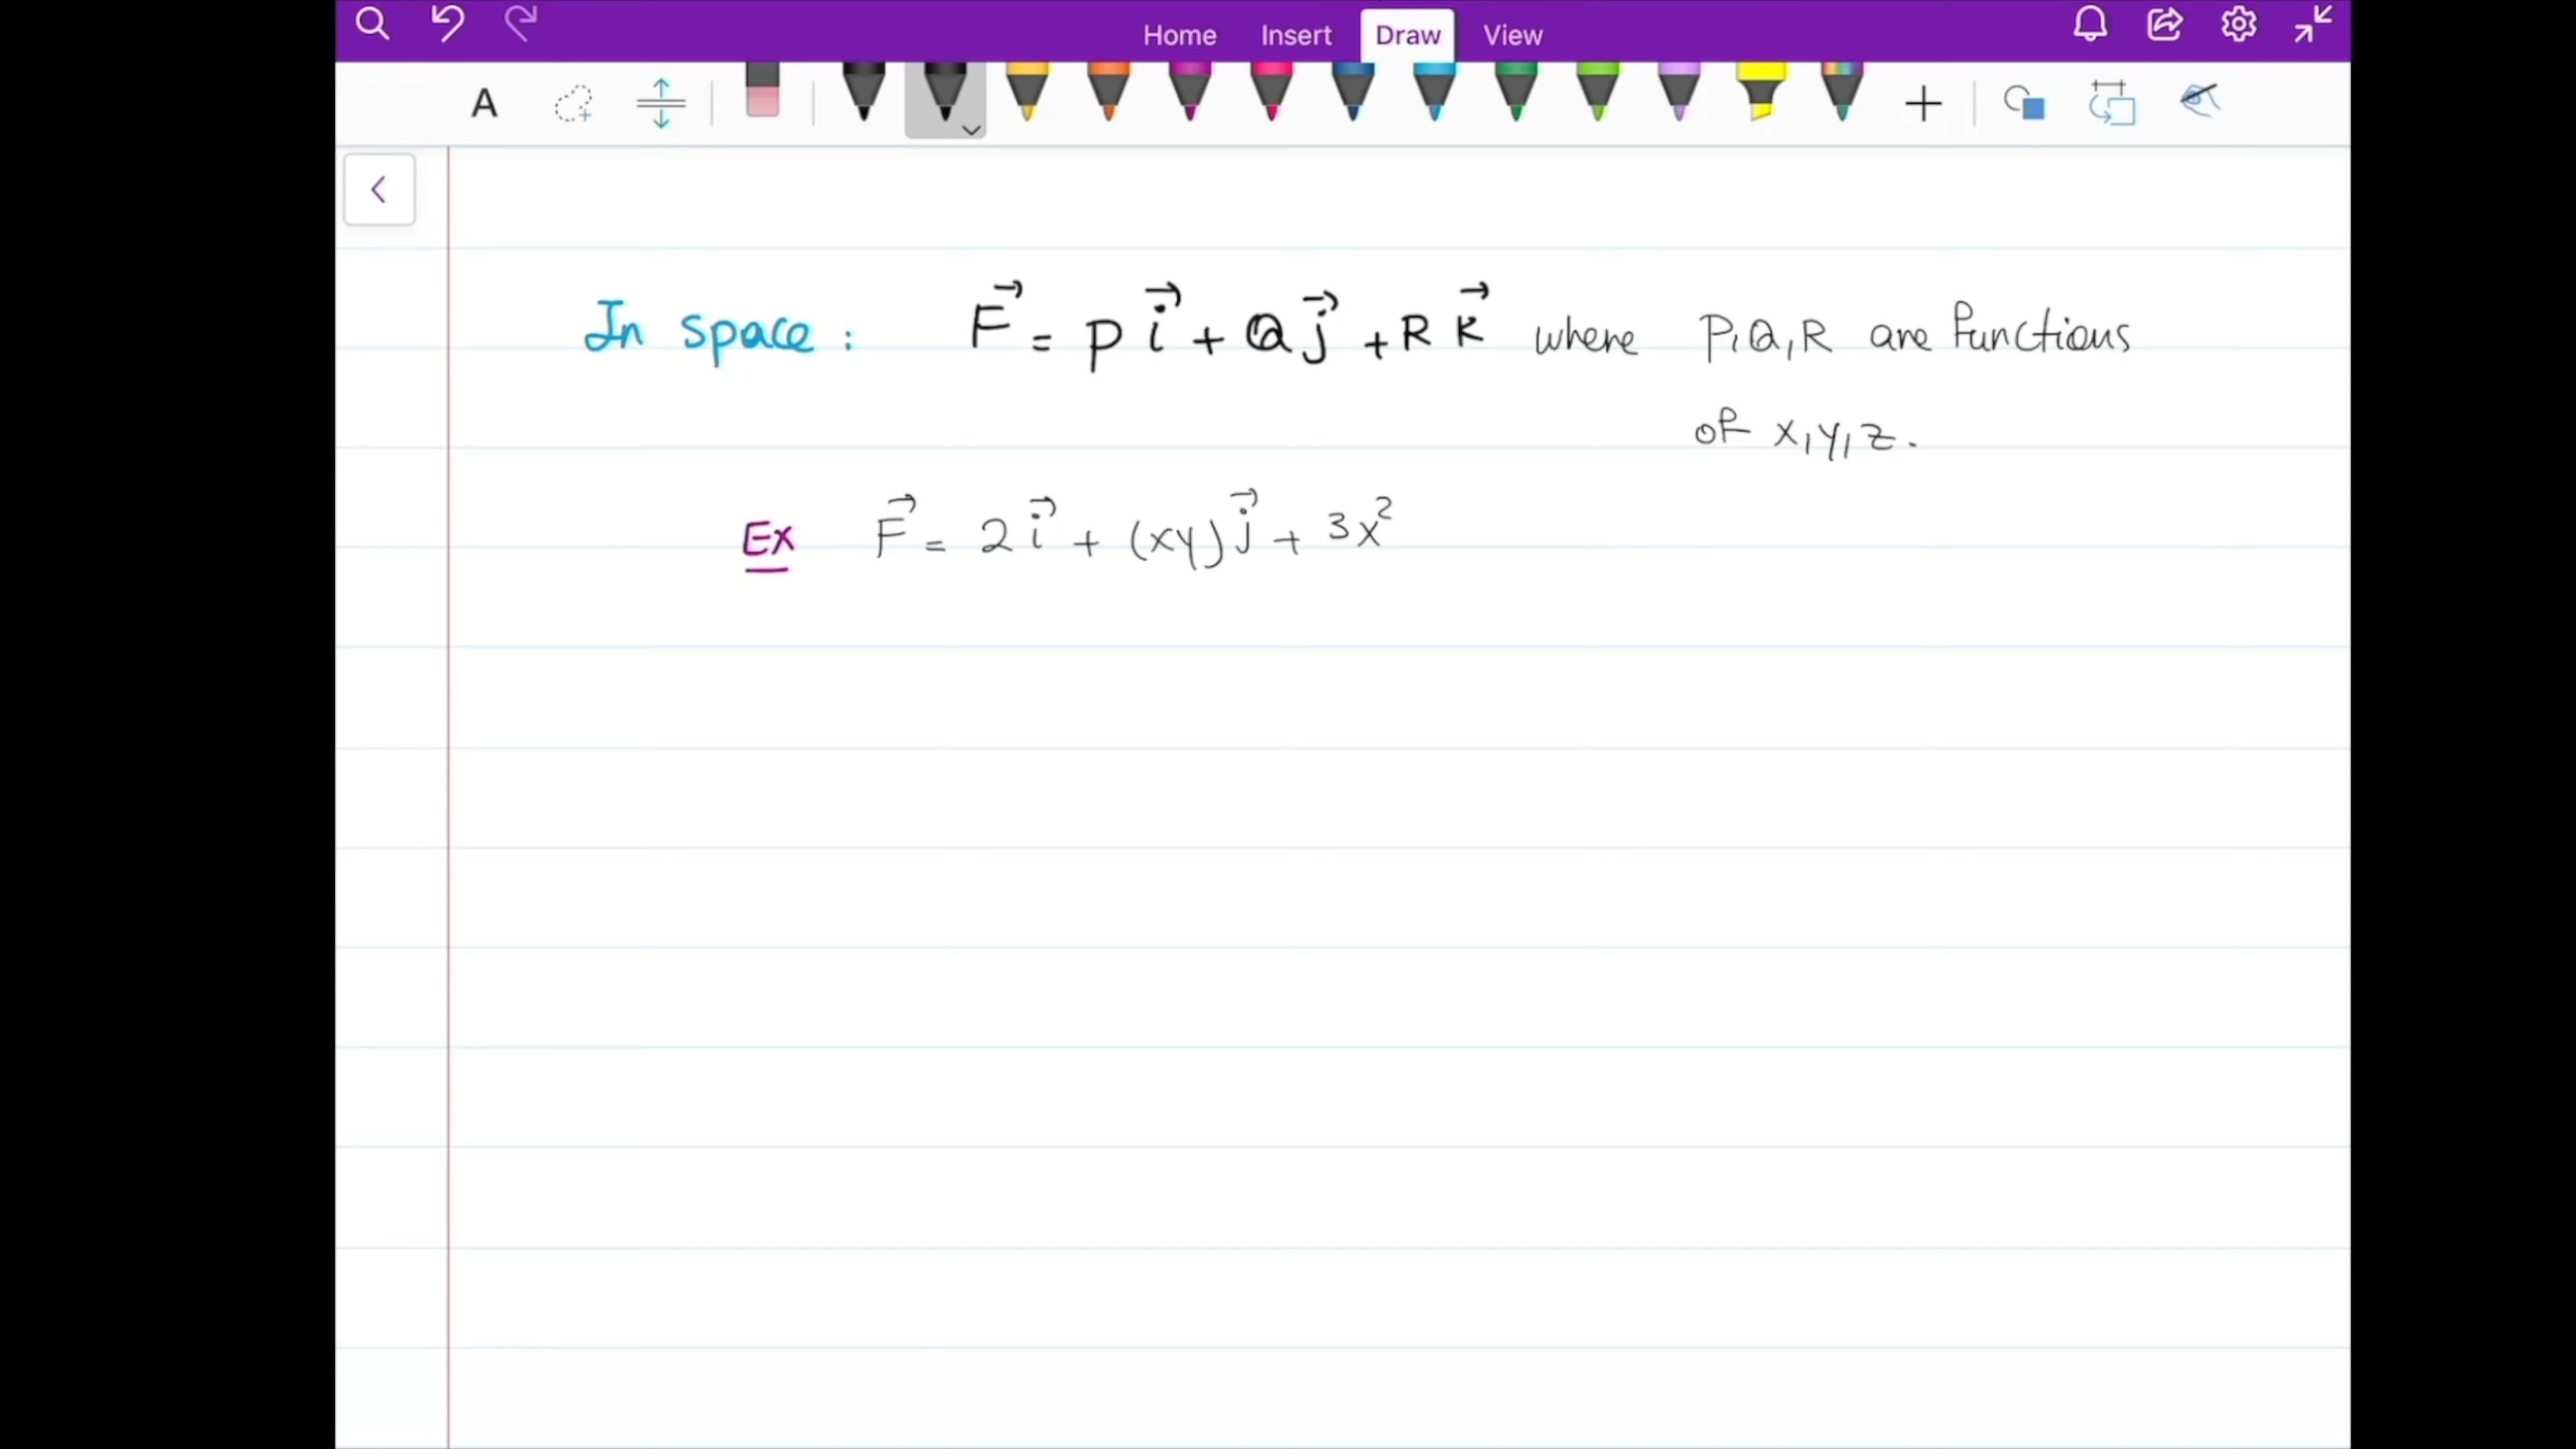 Home Insert Draw View
A
In space: F⃗ = P i⃗ + Q j⃗ + R k⃗ where P, Q, R are functions
of x, y, z.
Ex F⃗ = 2 i⃗ + (xy) j⃗ + 3x²